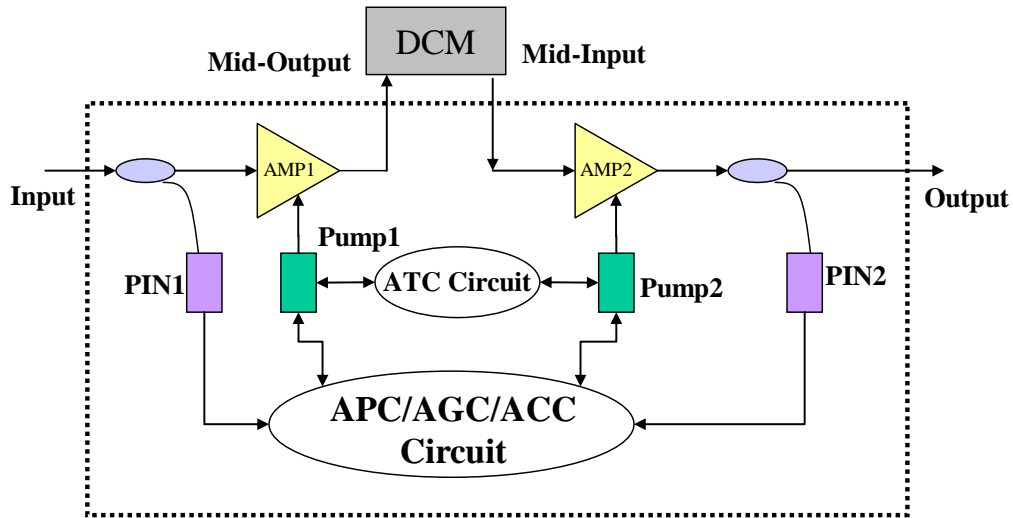 DCM
Mid-Output
Mid-Input
AMP1
AMP2
Input
Output
Pump1
PIN1
ATC Circuit
Pump2
PIN2
APC/AGC/ACC
Circuit